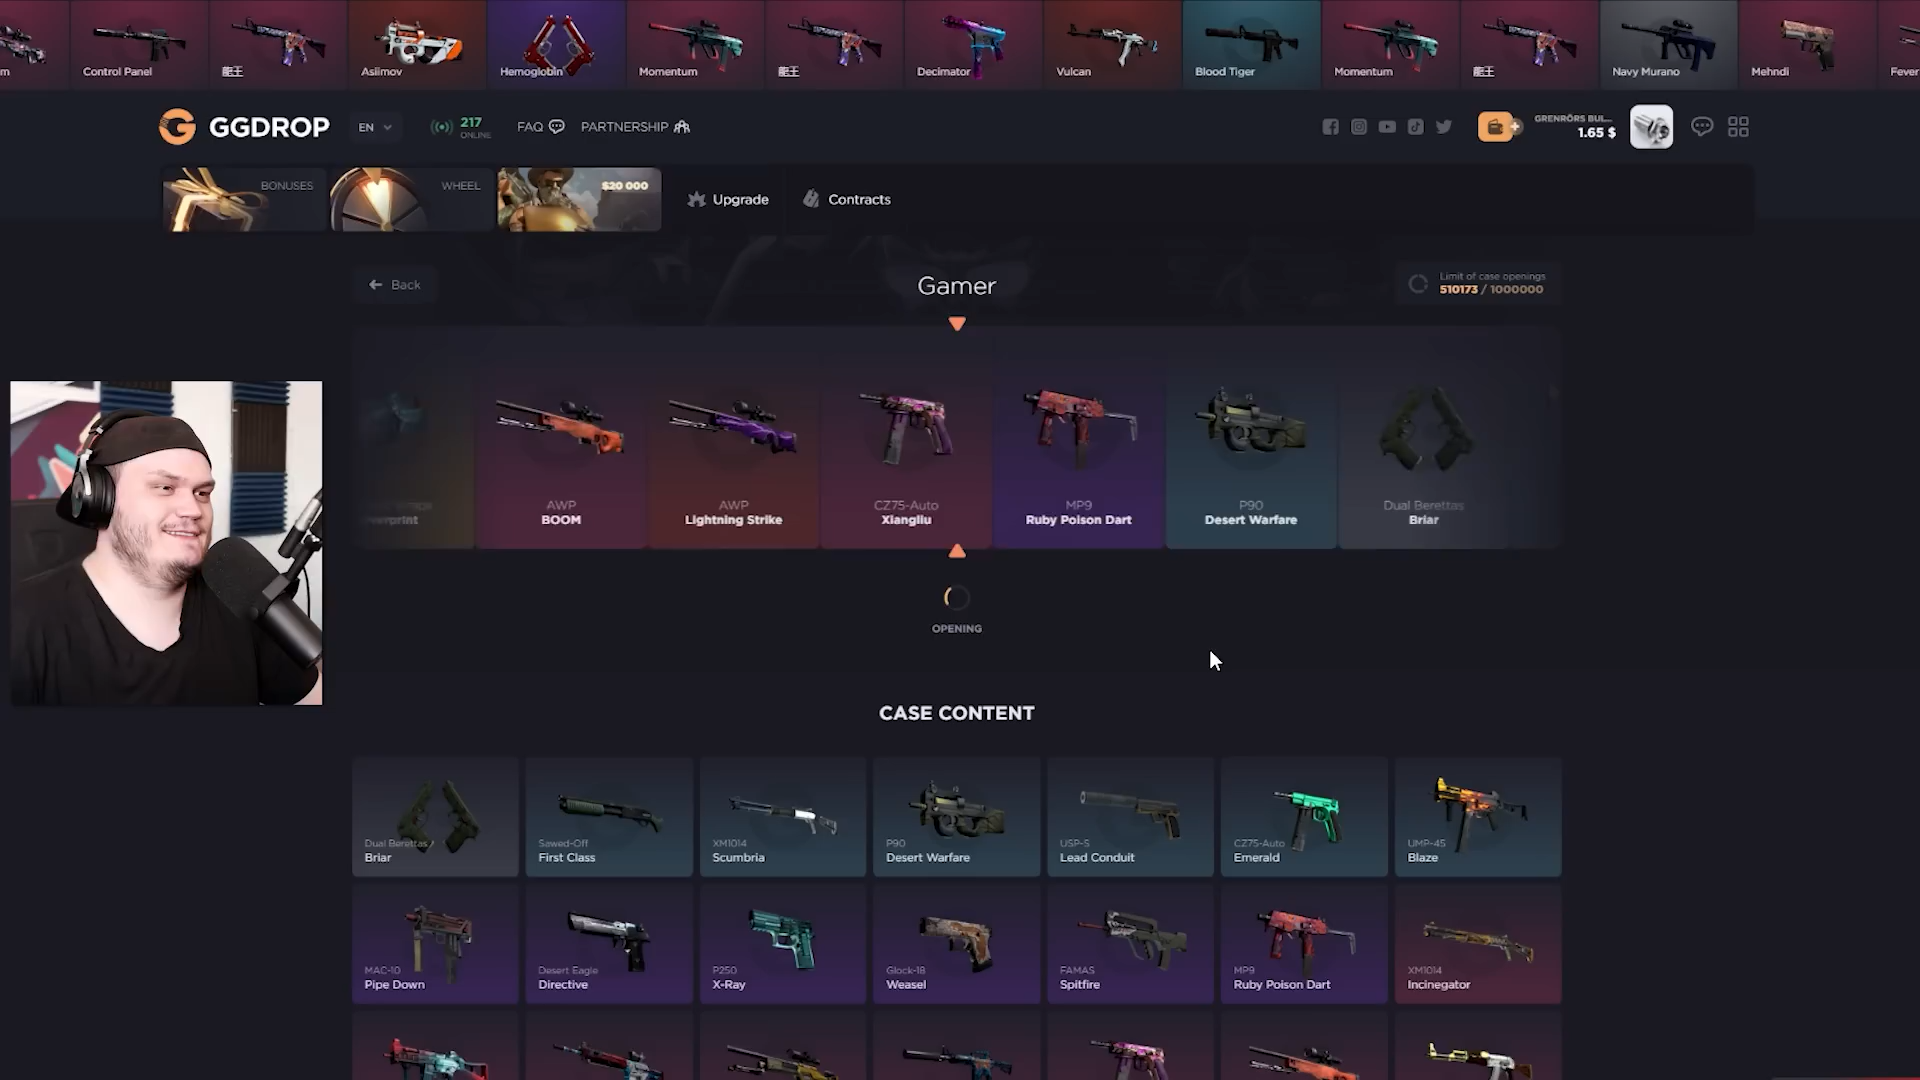 Control Panel
龍王
Asiimov
Hemoglobin
Momentum
龍王
Decimator
Vulcan
Blood Tiger
Momentum
龍王
Navy Murano
Mehndi
Fever
GGDROP
EN
217
ONLINE
FAQ
PARTNERSHIP
GRENRÖRS BUL...
1.65 $
BONUSES
WHEEL
$20 000
Upgrade
Contracts
Back
Gamer
Limit of case openings
510173 / 1000000
AWP
BOOM
AWP
Lightning Strike
CZ75-Auto
Xiangliu
MP9
Ruby Poison Dart
P90
Desert Warfare
Dual Berettas
Briar
OPENING
CASE CONTENT
Dual Berettas
Briar
Sawed-Off
First Class
XM1014
Scumbria
P90
Desert Warfare
USP-S
Lead Conduit
CZ75-Auto
Emerald
UMP-45
Blaze
MAC-10
Pipe Down
Desert Eagle
Directive
P250
X-Ray
Glock-18
Weasel
FAMAS
Spitfire
MP9
Ruby Poison Dart
XM1014
Incinegator